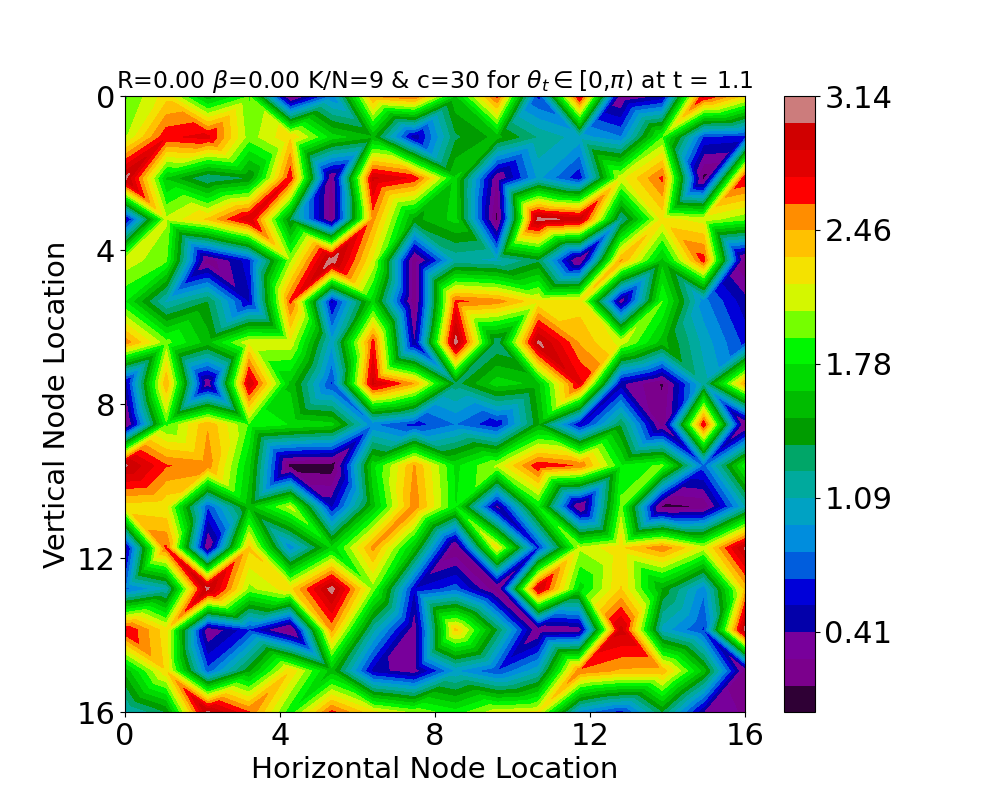 R=0.00 β=0.00 K/N=9 & c=30 for θ_t ∈ [0,π) at t = 1.1
0
4
8
12
16
0 4 8 12 16
Vertical Node Location
Horizontal Node Location
3.14
2.46
1.78
1.09
0.41